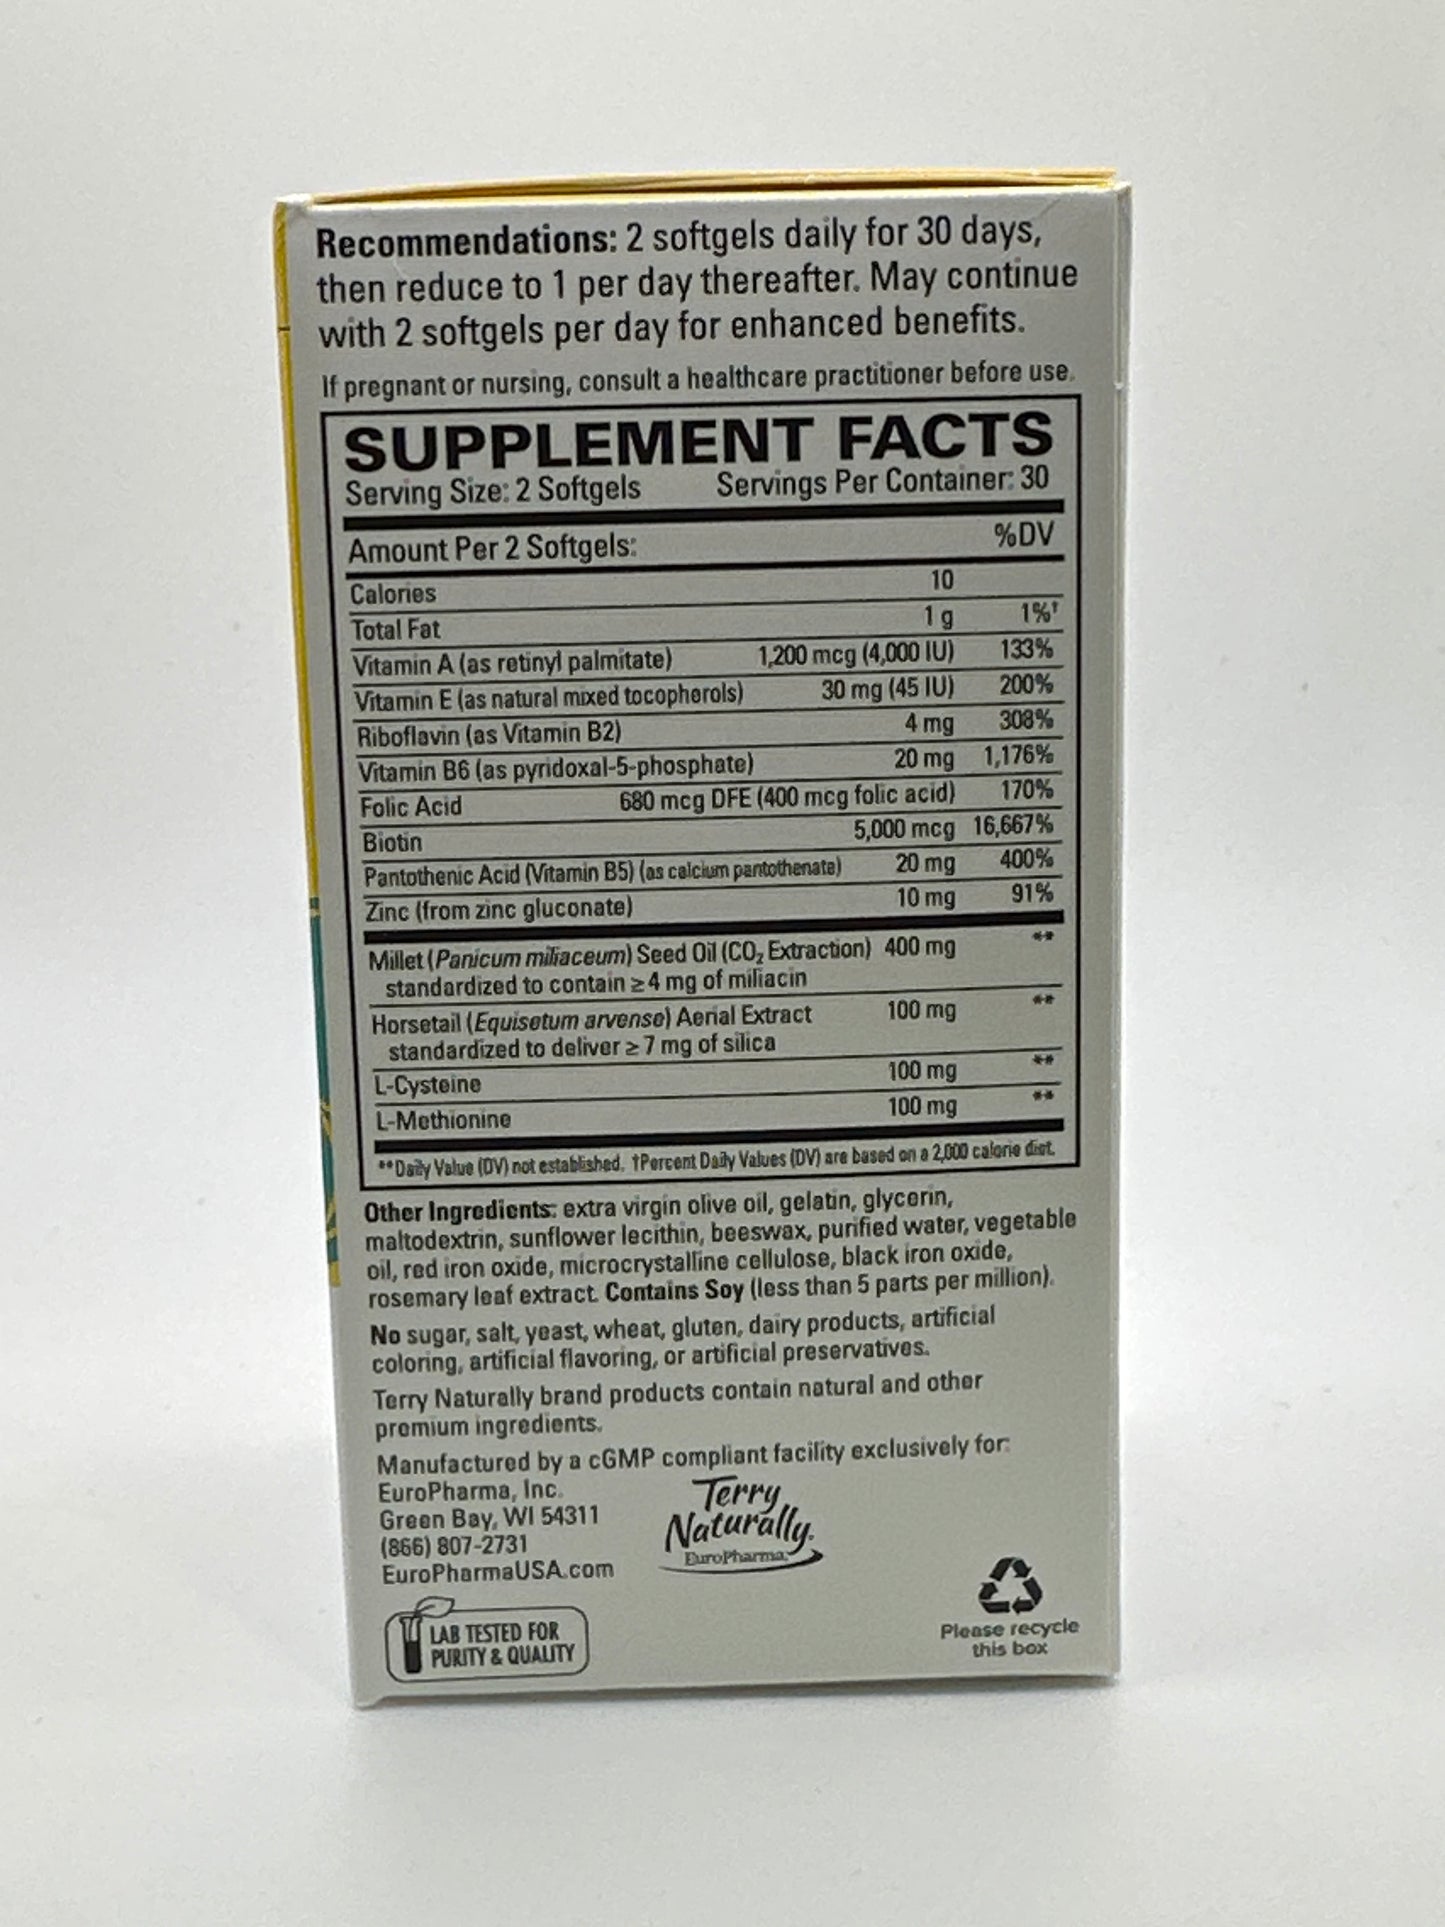 Recommendations: 2 softgels daily for 30 days,
then reduce to 1 per day thereafter. May continue
with 2 softgels per day for enhanced benefits.
If pregnant or nursing, consult a healthcare practitioner before use.
SUPPLEMENT FACTS
Serving Size: 2 Softgels Servings Per Container: 30
Amount Per 2 Softgels: %DV
Calories 10
Total Fat 1 g 1%†
Vitamin A (as retinyl palmitate) 1,200 mcg (4,000 IU) 133%
Vitamin E (as natural mixed tocopherols) 30 mg (45 IU) 200%
Riboflavin (as Vitamin B2) 4 mg 308%
Vitamin B6 (as pyridoxal-5-phosphate) 20 mg 1,176%
Folic Acid 680 mcg DFE (400 mcg folic acid) 170%
Biotin 5,000 mcg 16,667%
Pantothenic Acid (Vitamin B5) (as calcium pantothenate) 20 mg 400%
Zinc (from zinc gluconate) 10 mg 91%
Millet (Panicum miliaceum) Seed Oil (CO₂ Extraction) 400 mg **
standardized to contain ≥ 4 mg of miliacin
Horsetail (Equisetum arvense) Aerial Extract 100 mg **
standardized to deliver ≥ 7 mg of silica
L-Cysteine 100 mg **
L-Methionine 100 mg **
**Daily Value (DV) not established. †Percent Daily Values (DV) are based on a 2,000 calorie diet.
Other Ingredients: extra virgin olive oil, gelatin, glycerin,
maltodextrin, sunflower lecithin, beeswax, purified water, vegetable
oil, red iron oxide, microcrystalline cellulose, black iron oxide,
rosemary leaf extract. Contains Soy (less than 5 parts per million).
No sugar, salt, yeast, wheat, gluten, dairy products, artificial
coloring, artificial flavoring, or artificial preservatives.
Terry Naturally brand products contain natural and other
premium ingredients.
Manufactured by a cGMP compliant facility exclusively for:
EuroPharma, Inc.
Green Bay, WI 54311
(866) 807-2731
EuroPharmaUSA.com
Terry
Naturally.
EuroPharma
LAB TESTED FOR
PURITY & QUALITY
Please recycle
this box